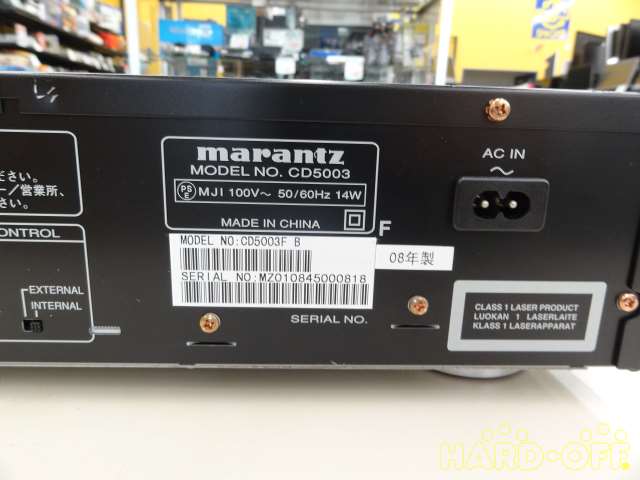 ださい。
ー／営業所、
さい。
CONTROL
EXTERNAL
INTERNAL
marantz
MODEL NO. CD5003
PS E MJI 100V～ 50/60Hz 14W
MADE IN CHINA
F
MODEL NO:CD5003F B
SERIAL NO:MZ010845000818
08年製
SERIAL NO.
AC IN
～
CLASS 1 LASER PRODUCT
LUOKAN 1 LASERLAITE
KLASS 1 LASERAPPARAT
HARD-OFF